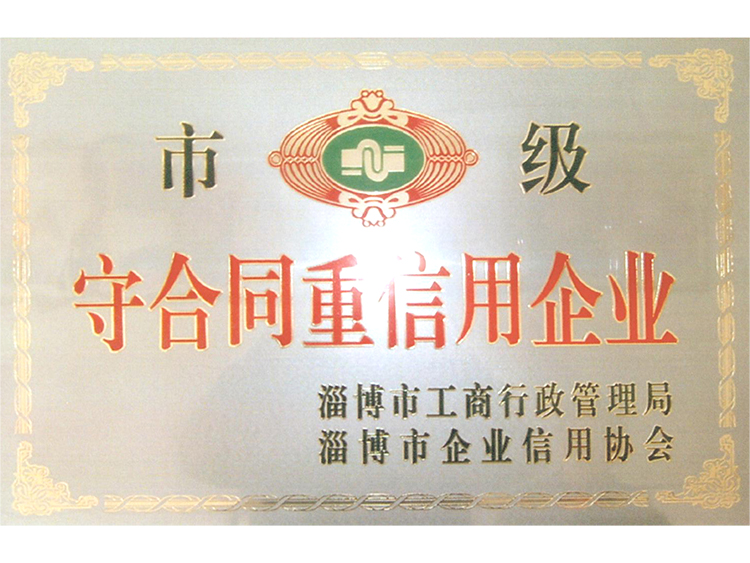 市 级
守合同重信用企业
淄博市工商行政管理局
淄博市企业信用协会